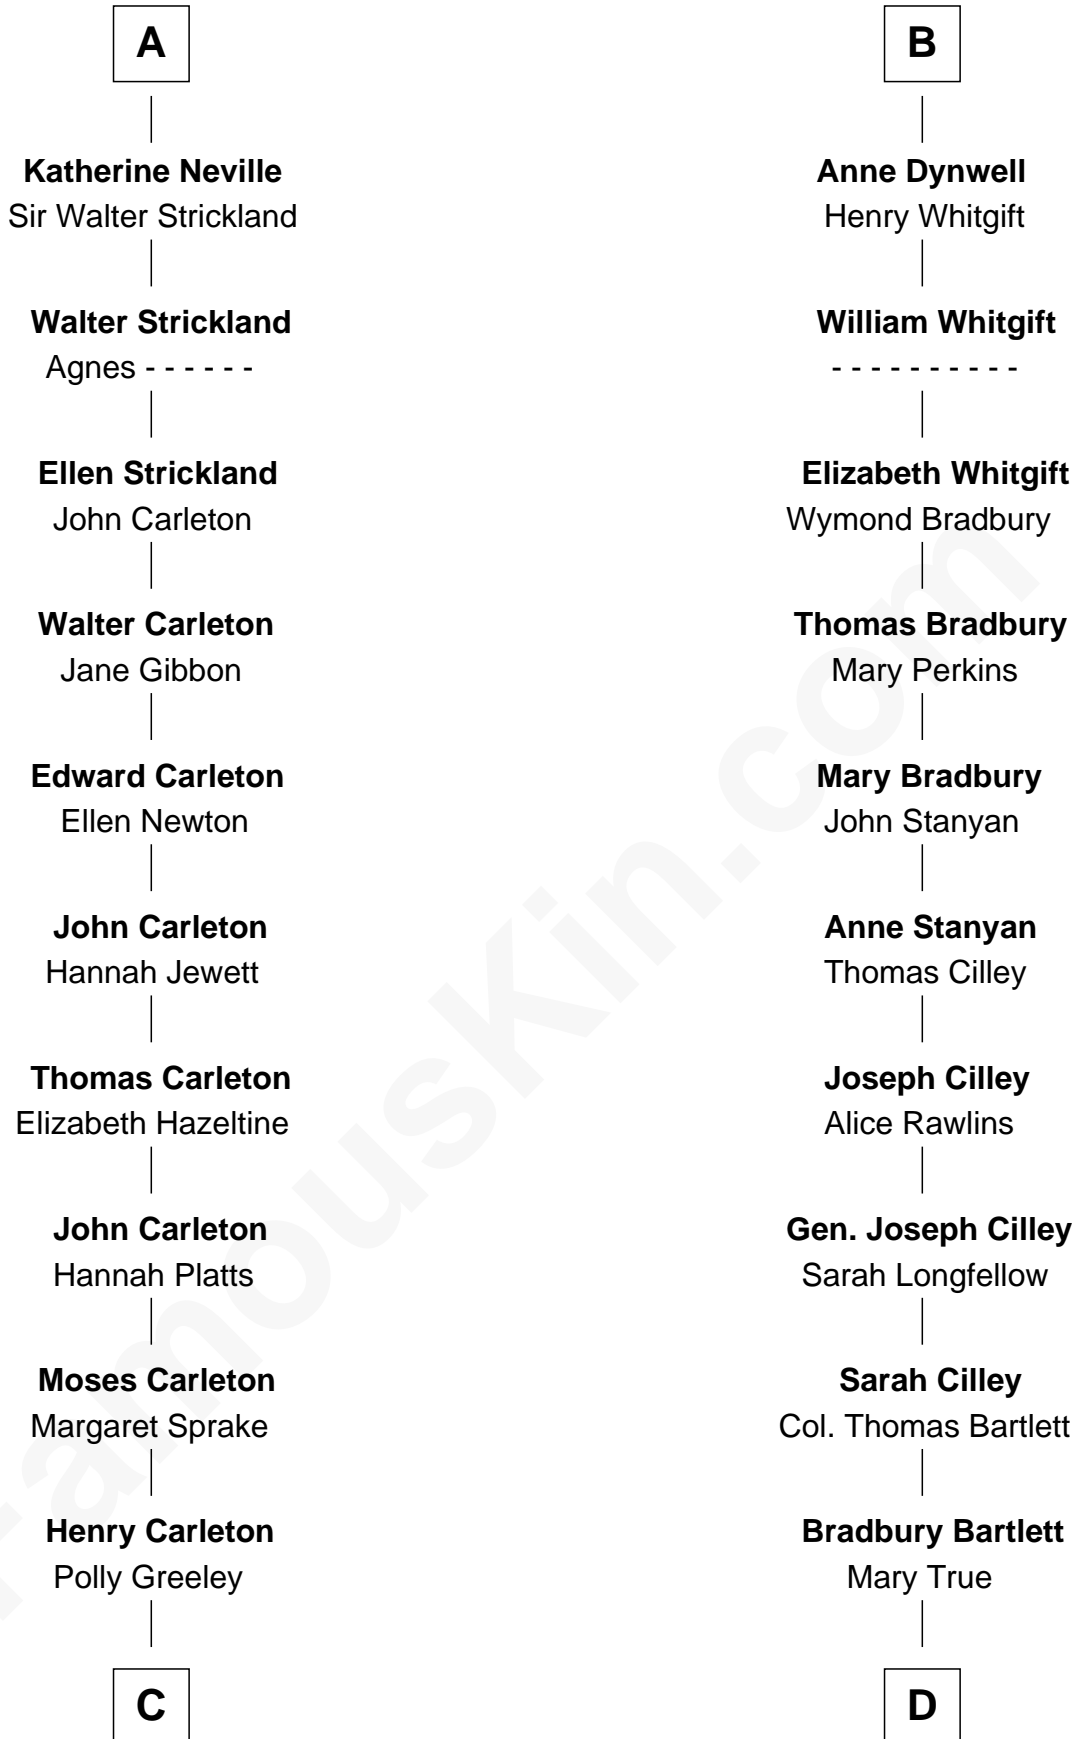 A
Katherine Neville
Sir Walter Strickland
Walter Strickland
Agnes - - - - - -
Ellen Strickland
John Carleton
Walter Carleton
Jane Gibbon
Edward Carleton
Ellen Newton
John Carleton
Hannah Jewett
Thomas Carleton
Elizabeth Hazeltine
John Carleton
Hannah Platts
Moses Carleton
Margaret Sprake
Henry Carleton
Polly Greeley
C
B
Anne Dynwell
Henry Whitgift
William Whitgift
- - - - - - - - - -
Elizabeth Whitgift
Wymond Bradbury
Thomas Bradbury
Mary Perkins
Mary Bradbury
John Stanyan
Anne Stanyan
Thomas Cilley
Joseph Cilley
Alice Rawlins
Gen. Joseph Cilley
Sarah Longfellow
Sarah Cilley
Col. Thomas Bartlett
Bradbury Bartlett
Mary True
D
FamousKin.com